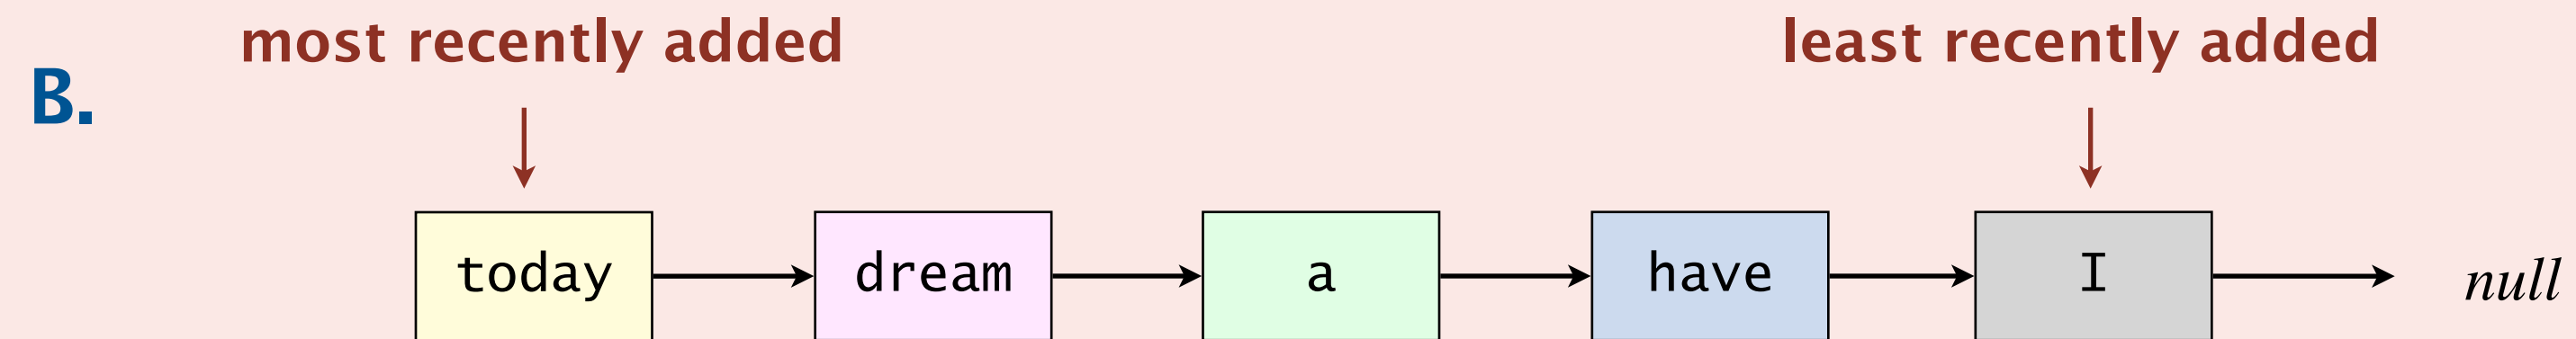 most recently added
least recently added
B.
today dream a have I null